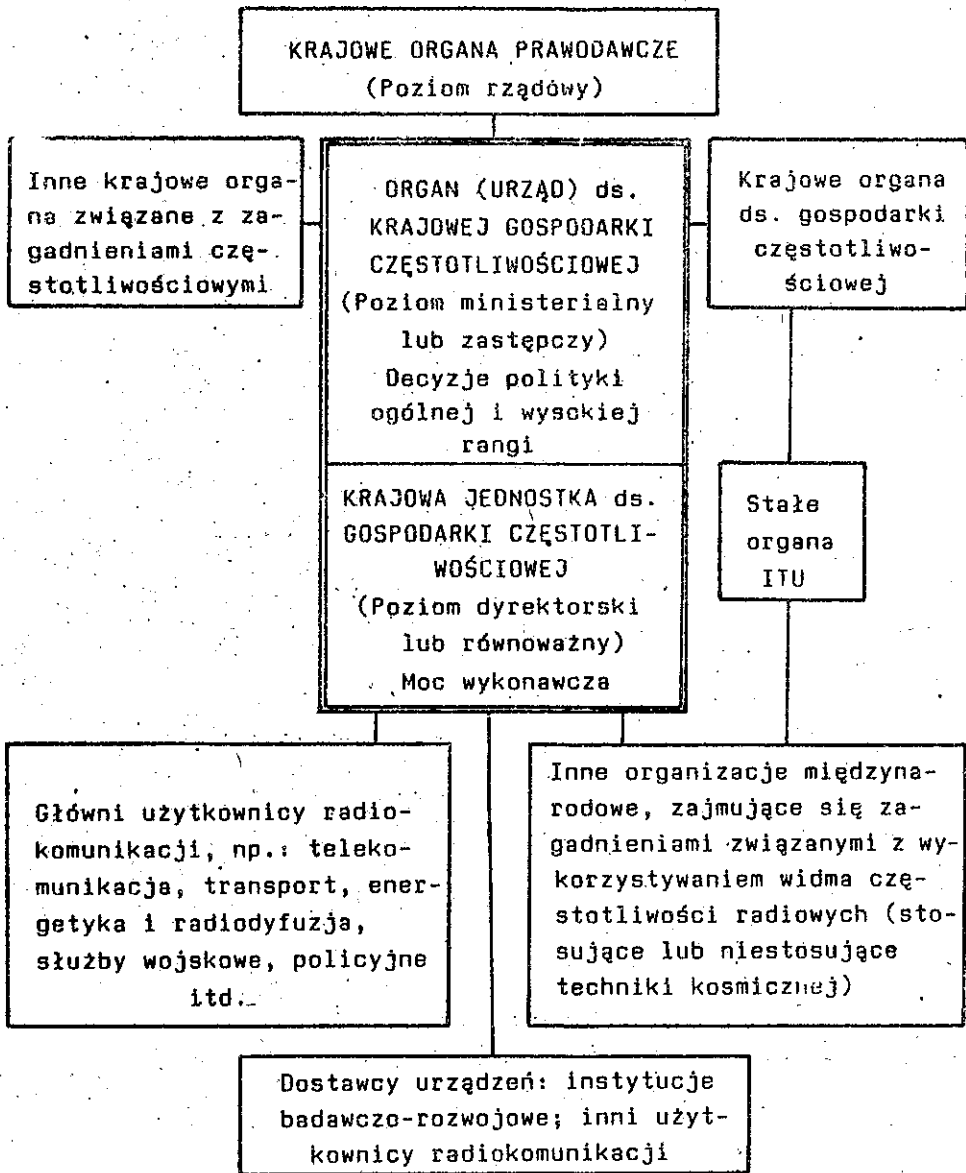 KRAJOWE ORGANA PRAWODAWCZE
(Poziom rządowy)
Inne krajowe orga-
na związane z za-
gadnieniami czę-
stotliwościowymi
ORGAN (URZĄD) ds.
KRAJOWEJ GOSPODARKI
CZĘSTOTLIWOŚCIOWEJ
(Poziom ministerialny
lub zastępczy)
Decyzje polityki
ogólnej i wysokiej
rangi
Krajowe organa
ds. gospodarki
częstotliwo-
ściowej
KRAJOWA JEDNOSTKA ds.
GOSPODARKI CZĘSTOTLI-
WOŚCIOWEJ
(Poziom dyrektorski
lub równoważny)
Moc wykonawcza
Stałe
organa
ITU
Główni użytkownicy radio-
komunikacji, np.: teleko-
munikacja, transport, ener-
getyka i radiodyfuzja,
służby wojskowe, policyjne
itd.
Inne organizacje międzyna-
rodowe, zajmujące się za-
gadnieniami związanymi z wy-
korzystywaniem widma czę-
stotliwości radiowych (sto-
sujące lub niestosujące
techniki kosmicznej)
Dostawcy urządzeń: instytucje
badawczo-rozwojowe; inni użyt-
kownicy radiokomunikacji